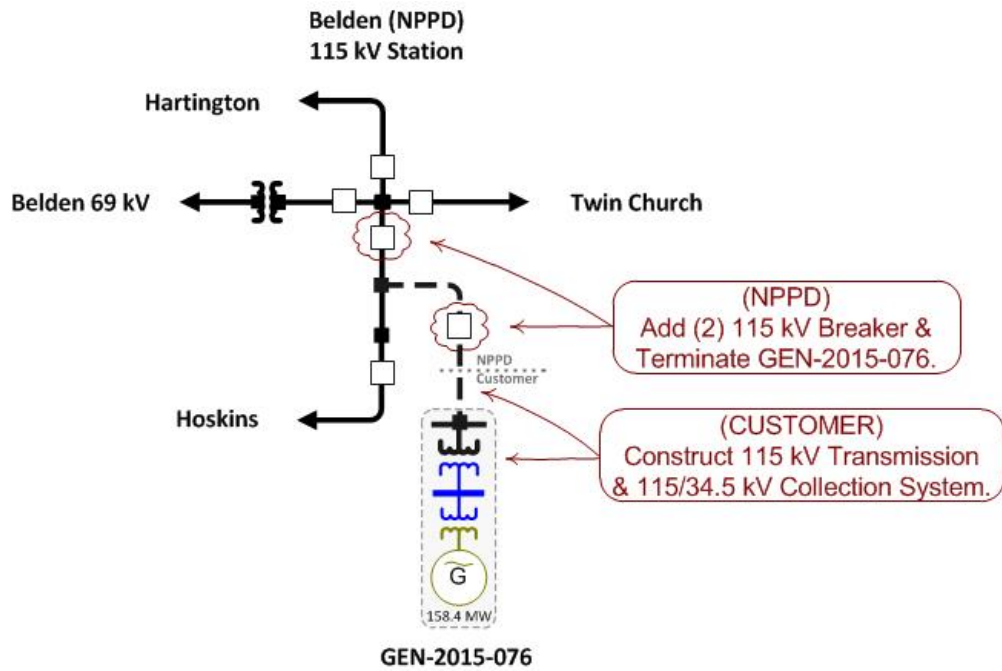 Belden (NPPD)
115 kV Station
Hartington
Belden 69 kV
Twin Church
(NPPD)
Add (2) 115 kV Breaker &
Terminate GEN-2015-076.
NPPD
Customer
Hoskins
(CUSTOMER)
Construct 115 kV Transmission
& 115/34.5 kV Collection System.
G
158.4 MW
GEN-2015-076